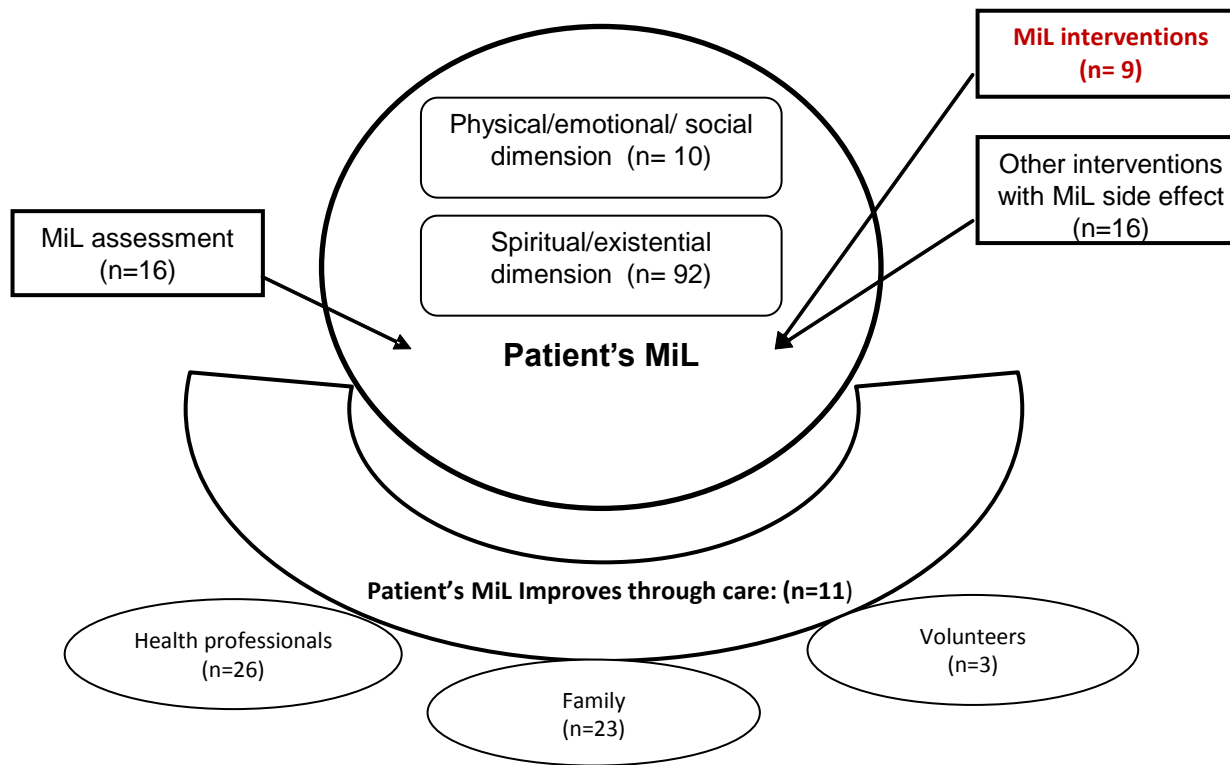 MiL interventions
(n= 9)
Physical/emotional/ social
dimension  (n= 10)
Other interventions
with MiL side effect
(n=16)
MiL assessment
(n=16)
Spiritual/existential
dimension  (n= 92)
Patient’s MiL
Patient’s MiL Improves through care: (n=11)
Health professionals
(n=26)
Volunteers
(n=3)
Family
(n=23)